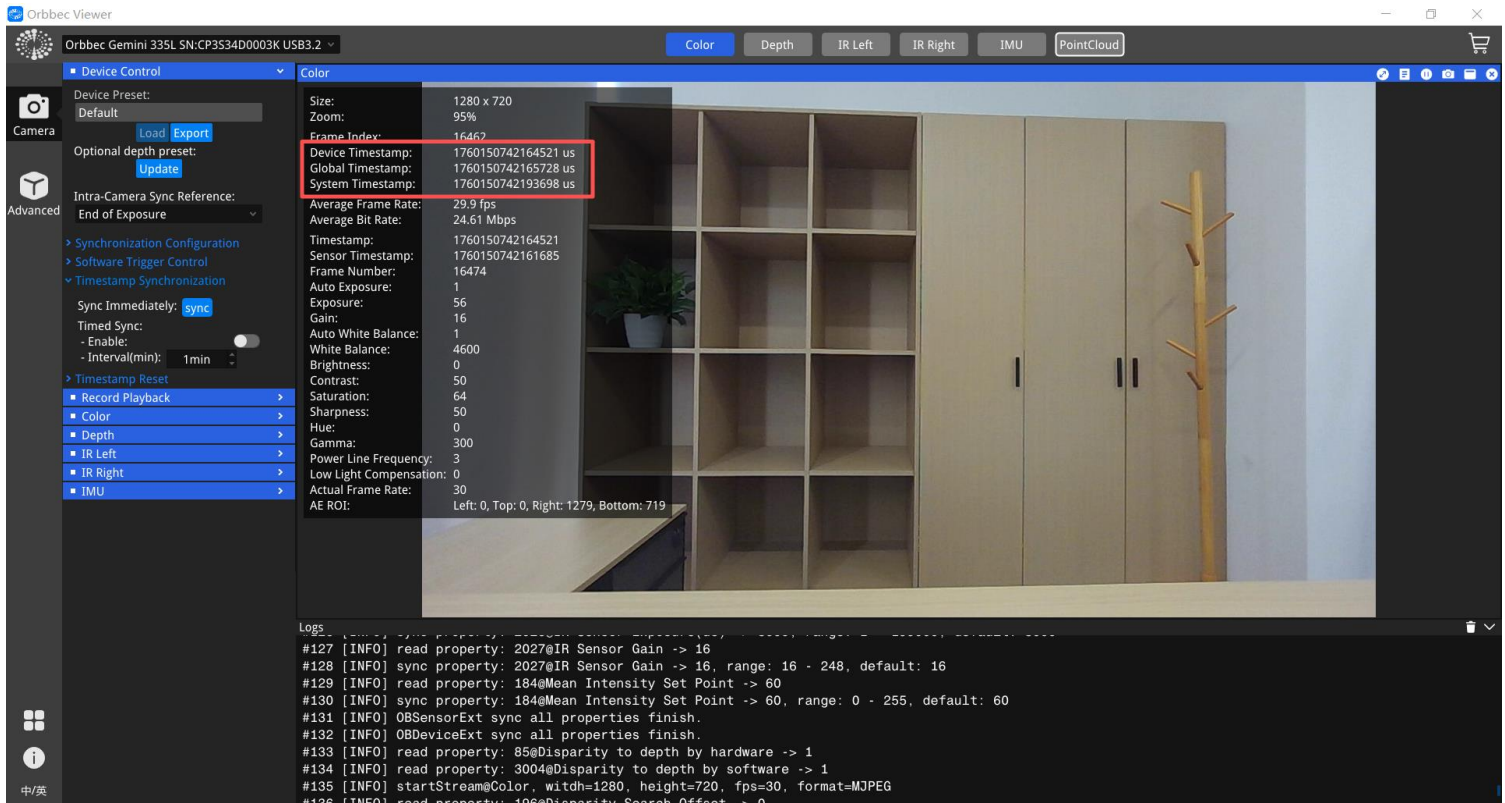 Orbbec Viewer
Orbbec Gemini 335L SN:CP3S34D0003K USB3.2
Color Depth IR Left IR Right IMU PointCloud
Camera
Advanced
中/英
Device Control
Device Preset:
Default
Load Export
Optional depth preset:
Update
Intra-Camera Sync Reference:
End of Exposure
Synchronization Configuration
Software Trigger Control
Timestamp Synchronization
Sync Immediately: sync
Timed Sync:
- Enable:
- Interval(min): 1min
Timestamp Reset
Record Playback
Color
Depth
IR Left
IR Right
IMU
Color
Size: 1280 x 720
Zoom: 95%
Frame Index: 16462
Device Timestamp: 1760150742164521 us
Global Timestamp: 1760150742165728 us
System Timestamp: 1760150742193698 us
Average Frame Rate: 29.9 fps
Average Bit Rate: 24.61 Mbps
Timestamp: 1760150742164521
Sensor Timestamp: 1760150742161685
Frame Number: 16474
Auto Exposure: 1
Exposure: 56
Gain: 16
Auto White Balance: 1
White Balance: 4600
Brightness: 0
Contrast: 50
Saturation: 64
Sharpness: 50
Hue: 0
Gamma: 300
Power Line Frequency: 3
Low Light Compensation: 0
Actual Frame Rate: 30
AE ROI: Left: 0, Top: 0, Right: 1279, Bottom: 719
Logs
#127 [INFO] read property: 2027@IR Sensor Gain -> 16
#128 [INFO] sync property: 2027@IR Sensor Gain -> 16, range: 16 - 248, default: 16
#129 [INFO] read property: 184@Mean Intensity Set Point -> 60
#130 [INFO] sync property: 184@Mean Intensity Set Point -> 60, range: 0 - 255, default: 60
#131 [INFO] OBSensorExt sync all properties finish.
#132 [INFO] OBDeviceExt sync all properties finish.
#133 [INFO] read property: 85@Disparity to depth by hardware -> 1
#134 [INFO] read property: 3004@Disparity to depth by software -> 1
#135 [INFO] startStream@Color, witdh=1280, height=720, fps=30, format=MJPEG
#136 [INFO] read property: 196@Disparity Search Offset -> 0